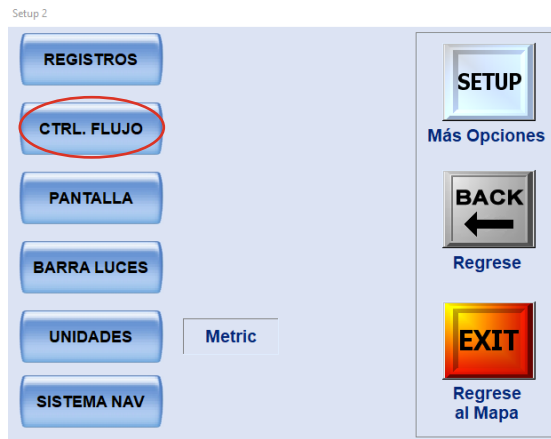 Setup 2
REGISTROS
CTRL. FLUJO
PANTALLA
BARRA LUCES
UNIDADES
Metric
SISTEMA NAV
SETUP
Más Opciones
BACK
Regrese
EXIT
Regrese
al Mapa